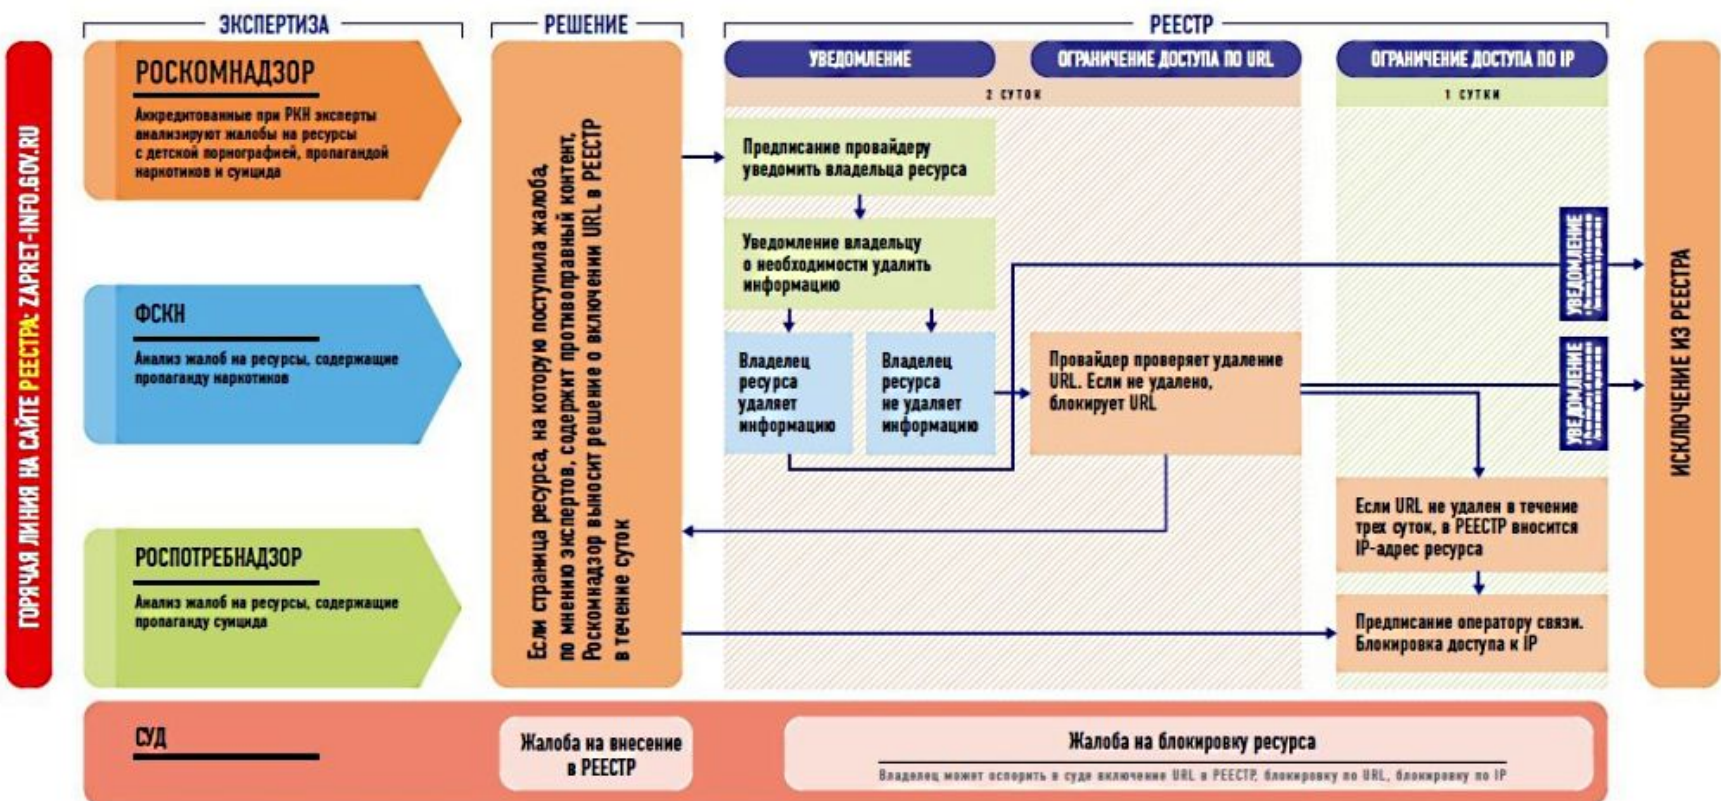 ЭКСПЕРТИЗА
РЕШЕНИЕ
РЕЕСТР
ГОРЯЧАЯ ЛИНИЯ НА САЙТЕ РЕЕСТРА: ZAPRET-INFO.GOV.RU
РОСКОМНАДЗОР
Аккредитованные при РКН эксперты
анализируют жалобы на ресурсы
с детской порнографией, пропагандой
наркотиков и суицида
ФСКН
Анализ жалоб на ресурсы, содержащие
пропаганду наркотиков
РОСПОТРЕБНАДЗОР
Анализ жалоб на ресурсы, содержащие
пропаганду суицида
Если страница ресурса, на которую поступила жалоба,
по мнению экспертов, содержит противоправный контент,
Роскомнадзор выносит решение о включении URL в РЕЕСТР
в течение суток
УВЕДОМЛЕНИЕ
ОГРАНИЧЕНИЕ ДОСТУПА ПО URL
2 СУТОК
ОГРАНИЧЕНИЕ ДОСТУПА ПО IP
1 СУТКИ
Предписание провайдеру
уведомить владельца ресурса
Уведомление владельцу
о необходимости удалить
информацию
Владелец
ресурса
удаляет
информацию
Владелец
ресурса
не удаляет
информацию
Провайдер проверяет удаление
URL. Если не удалено,
блокирует URL
УВЕДОМЛЕНИЕ
УВЕДОМЛЕНИЕ
Если URL не удален в течение
трех суток, в РЕЕСТР вносится
IP-адрес ресурса
Предписание оператору связи.
Блокировка доступа к IP
ИСКЛЮЧЕНИЕ ИЗ РЕЕСТРА
СУД
Жалоба на внесение
в РЕЕСТР
Жалоба на блокировку ресурса
Владелец может оспорить в суде включение URL в РЕЕСТР, блокировку по URL, блокировку по IP